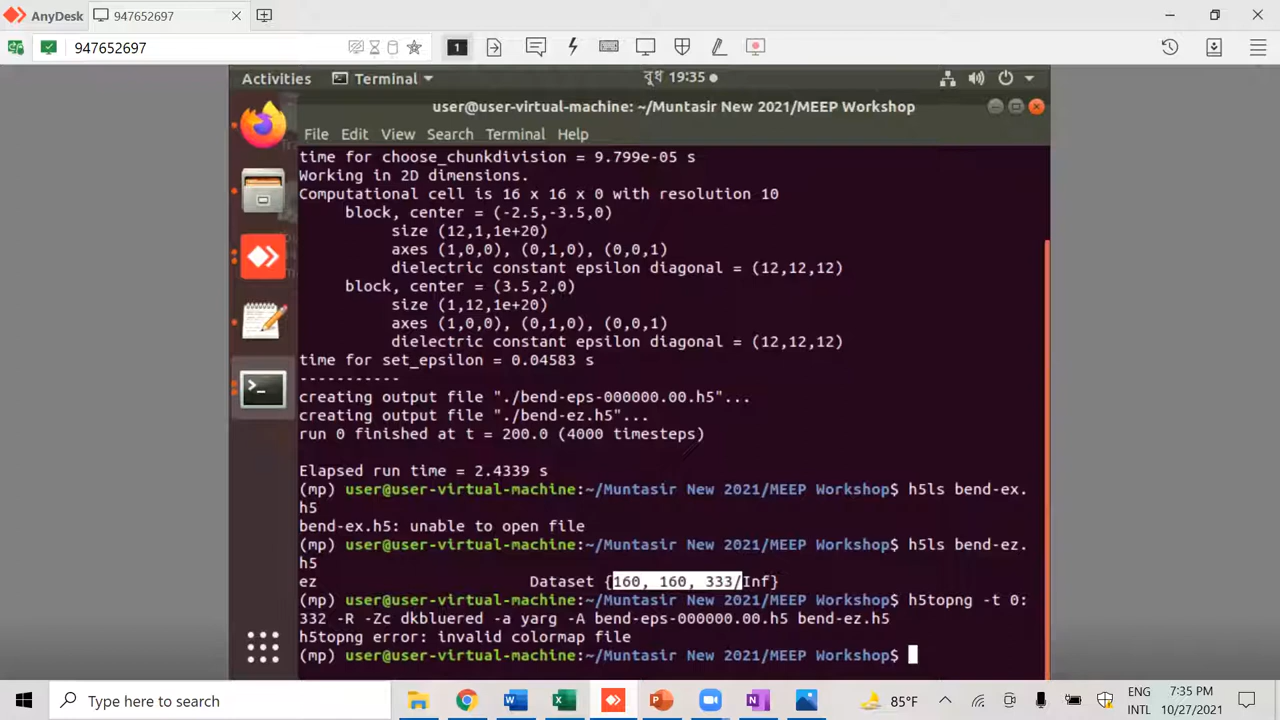 AnyDesk
947652697
947652697
1
Activities
Terminal
বুধ 19:35
user@user-virtual-machine: ~/Muntasir New 2021/MEEP Workshop
File Edit View Search Terminal Help
time for choose_chunkdivision = 9.799e-05 s
Working in 2D dimensions.
Computational cell is 16 x 16 x 0 with resolution 10
block, center = (-2.5,-3.5,0)
size (12,1,1e+20)
axes (1,0,0), (0,1,0), (0,0,1)
dielectric constant epsilon diagonal = (12,12,12)
block, center = (3.5,2,0)
size (1,12,1e+20)
axes (1,0,0), (0,1,0), (0,0,1)
dielectric constant epsilon diagonal = (12,12,12)
time for set_epsilon = 0.04583 s
-----------
creating output file "./bend-eps-000000.00.h5"...
creating output file "./bend-ez.h5"...
run 0 finished at t = 200.0 (4000 timesteps)
Elapsed run time = 2.4339 s
(mp) user@user-virtual-machine:~/Muntasir New 2021/MEEP Workshop$ h5ls bend-ex.
h5
bend-ex.h5: unable to open file
(mp) user@user-virtual-machine:~/Muntasir New 2021/MEEP Workshop$ h5ls bend-ez.
h5
ez Dataset {160, 160, 333/Inf}
(mp) user@user-virtual-machine:~/Muntasir New 2021/MEEP Workshop$ h5topng -t 0:
332 -R -Zc dkbluered -a yarg -A bend-eps-000000.00.h5 bend-ez.h5
h5topng error: invalid colormap file
(mp) user@user-virtual-machine:~/Muntasir New 2021/MEEP Workshop$
Type here to search
85°F
ENG
INTL
7:35 PM
10/27/2021